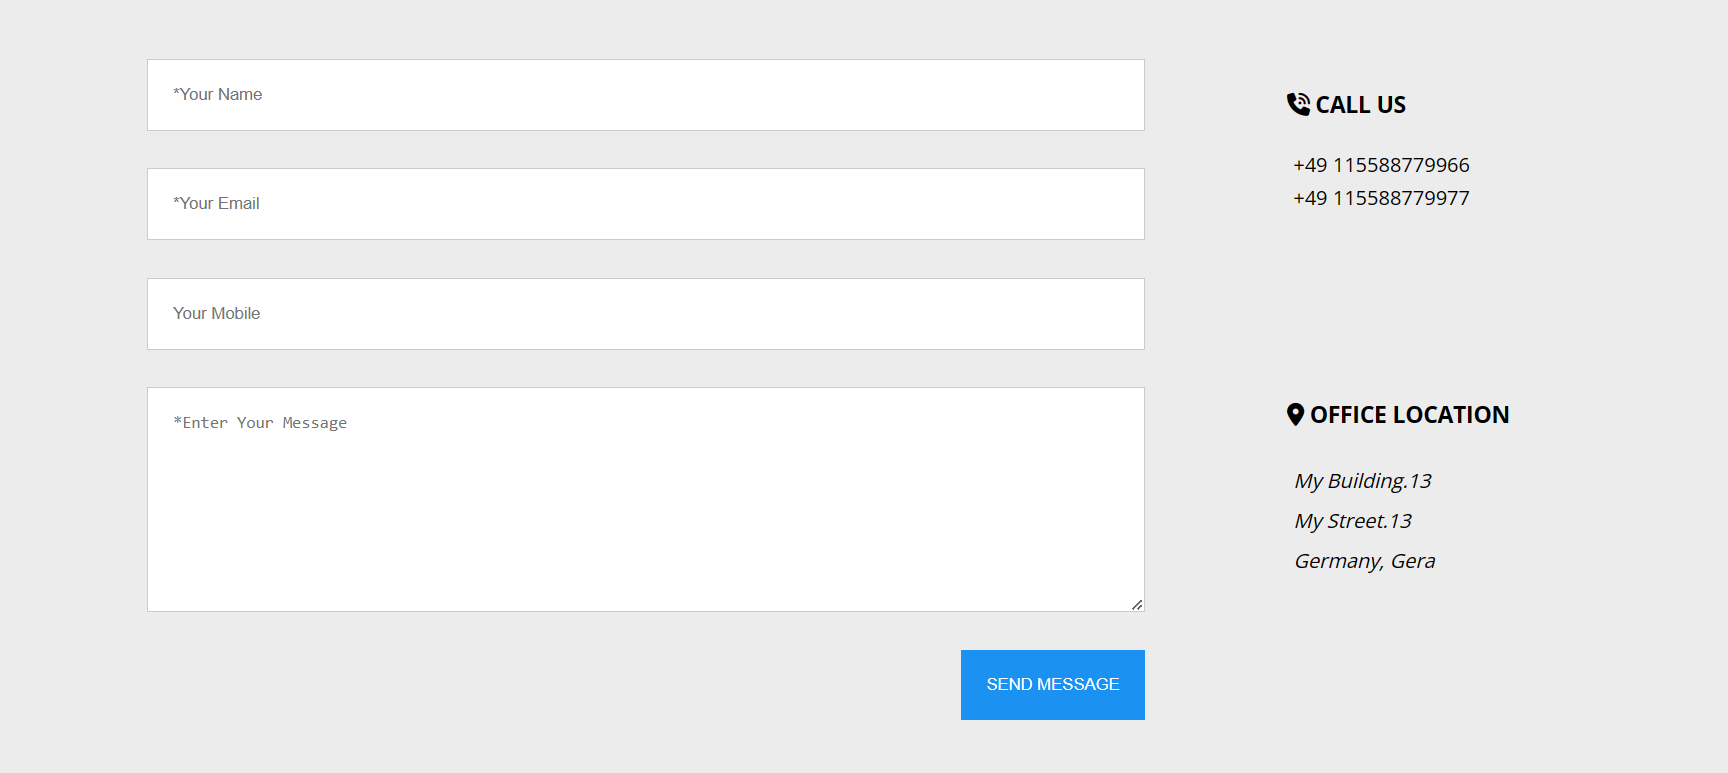 *Your Name
*Your Email
Your Mobile
*Enter Your Message
SEND MESSAGE
CALL US
+49 115588779966
+49 115588779977
OFFICE LOCATION
My Building.13
My Street.13
Germany, Gera